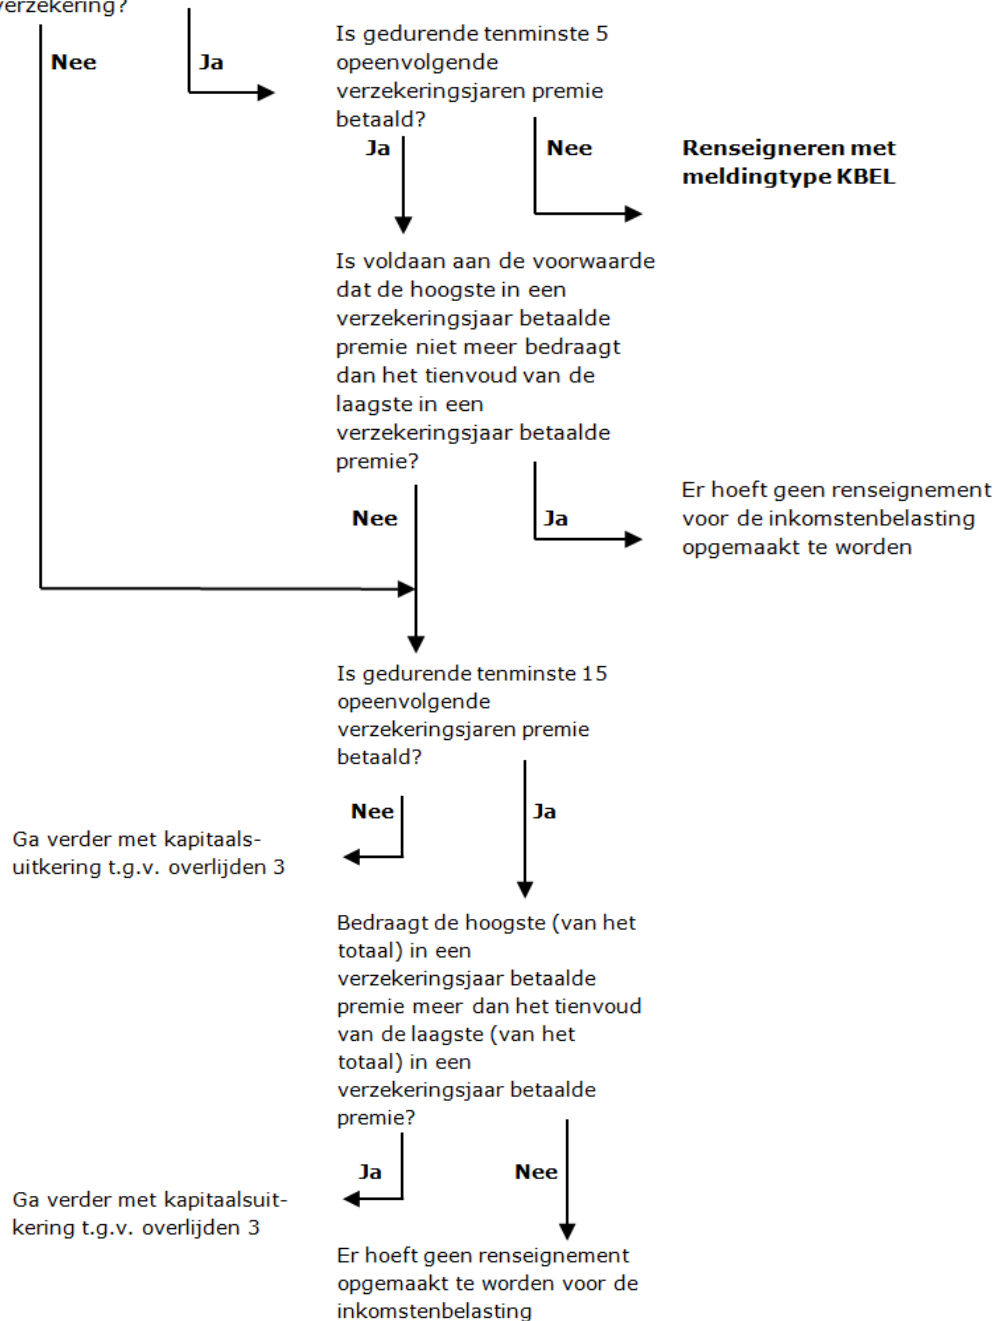 verzekering?
Nee
Ja
Is gedurende tenminste 5
opeenvolgende
verzekeringsjaren premie
betaald?
Ja
Nee
Renseigneren met
meldingtype KBEL
Is voldaan aan de voorwaarde
dat de hoogste in een
verzekeringsjaar betaalde
premie niet meer bedraagt
dan het tienvoud van de
laagste in een
verzekeringsjaar betaalde
premie?
Nee
Ja
Er hoeft geen renseignement
voor de inkomstenbelasting
opgemaakt te worden
Is gedurende tenminste 15
opeenvolgende
verzekeringsjaren premie
betaald?
Nee
Ja
Ga verder met kapitaals-
uitkering t.g.v. overlijden 3
Bedraagt de hoogste (van het
totaal) in een
verzekeringsjaar betaalde
premie meer dan het tienvoud
van de laagste (van het
totaal) in een
verzekeringsjaar betaalde
premie?
Ja
Nee
Ga verder met kapitaalsuit-
kering t.g.v. overlijden 3
Er hoeft geen renseignement
opgemaakt te worden voor de
inkomstenbelasting